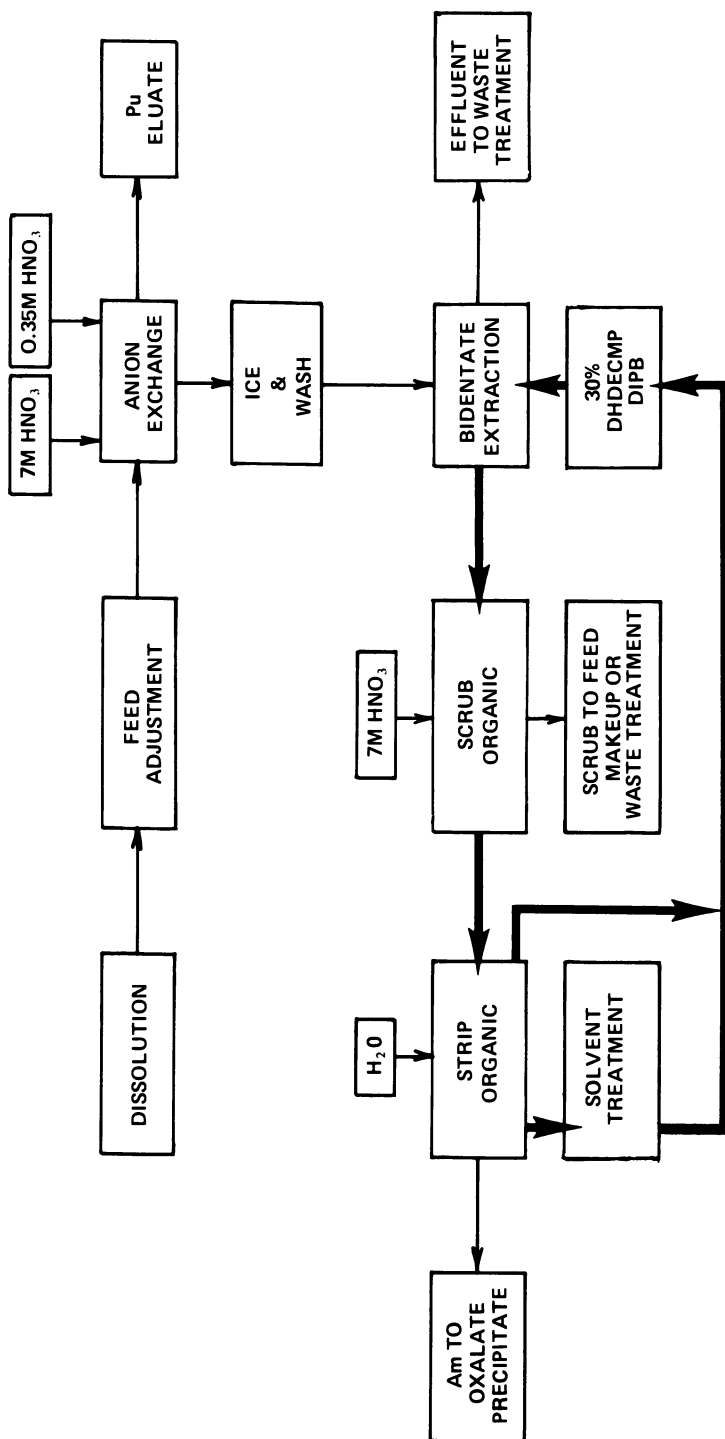 DISSOLUTION
FEED
ADJUSTMENT
7M HNO₃
0.35M HNO₃
ANION
EXCHANGE
Pu
ELUATE
ICE
&
WASH
Am TO
OXALATE
PRECIPITATE
H₂O
STRIP
ORGANIC
7M HNO₃
SCRUB
ORGANIC
BIDENTATE
EXTRACTION
EFFLUENT
TO WASTE
TREATMENT
SOLVENT
TREATMENT
SCRUB TO FEED
MAKEUP OR
WASTE TREATMENT
30%
DHDECMP
DIPB